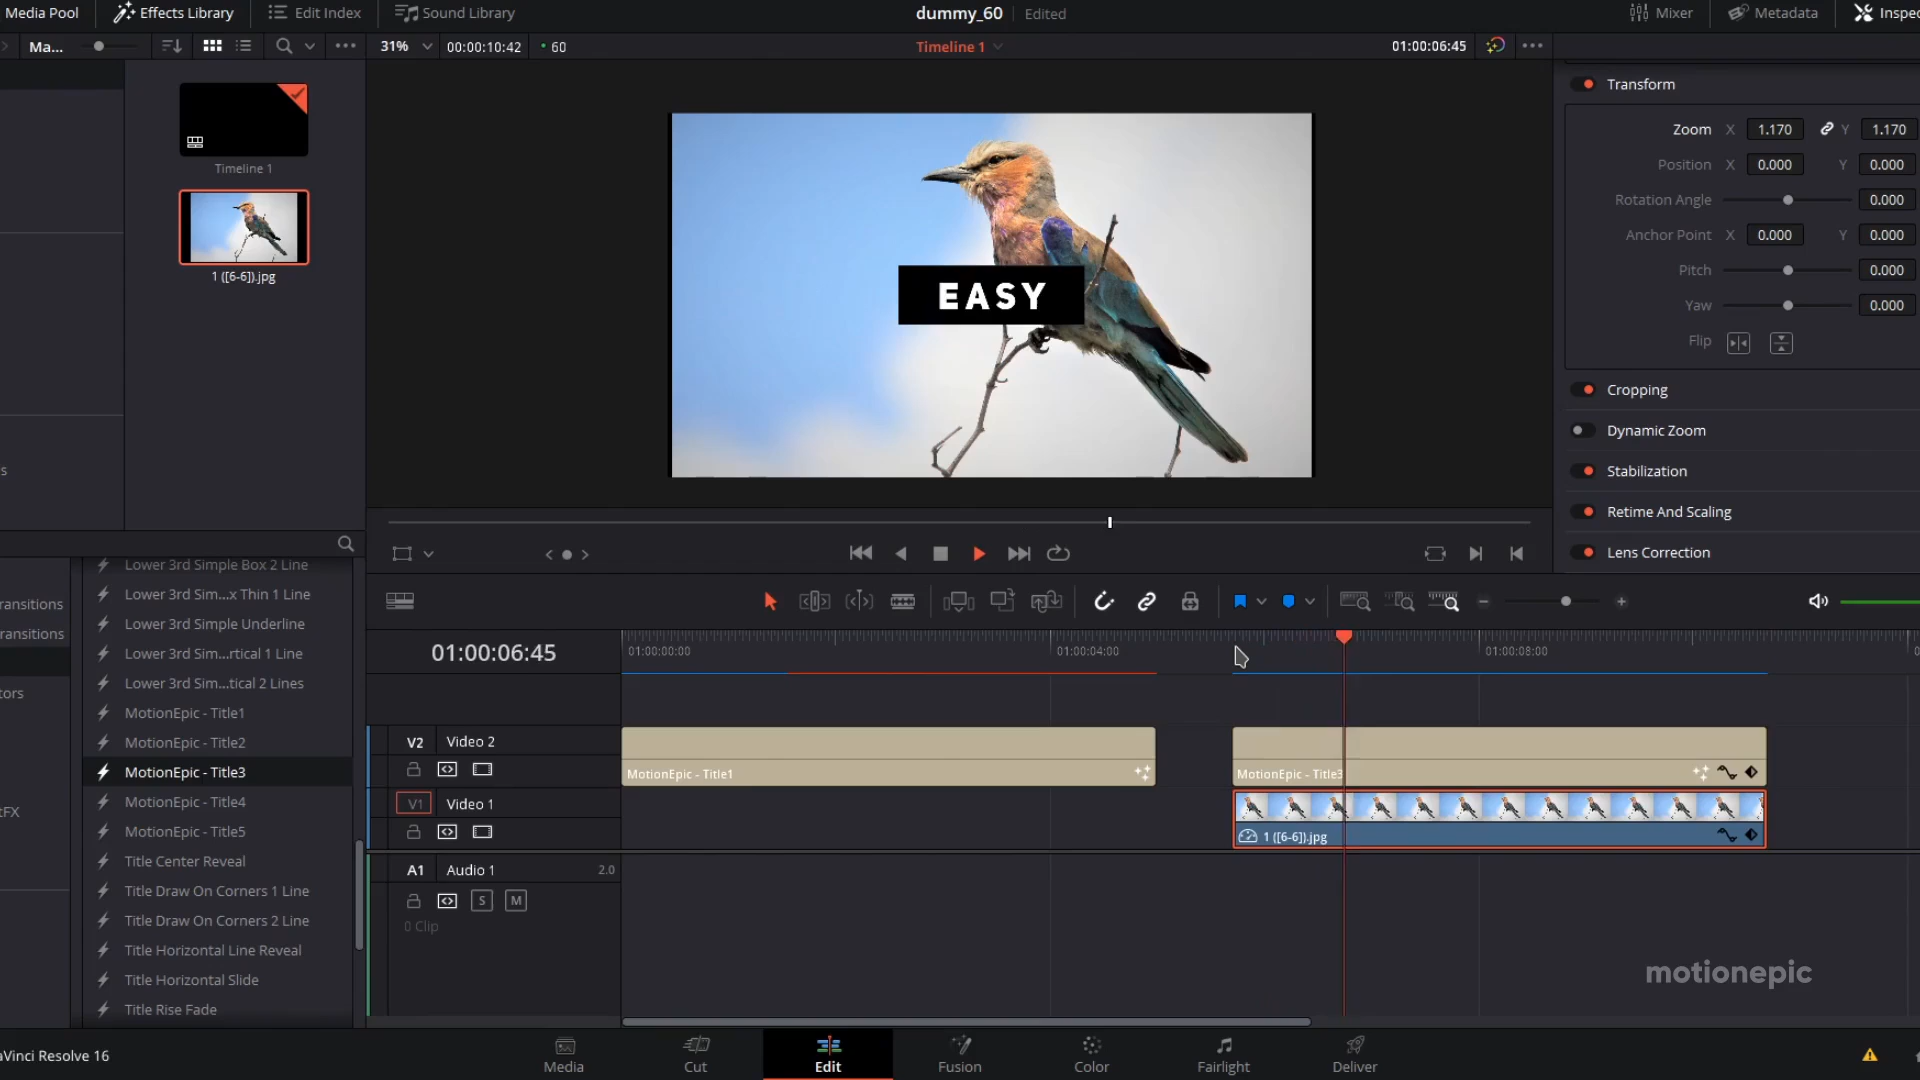 Media Pool
Effects Library
Edit Index
Sound Library
dummy_60
Edited
Mixer
Metadata
Inspec
Ma...
31%
00:00:10:42
60
Timeline 1
01:00:06:45
Timeline 1
1 ([6-6]).jpg
EASY
Transform
Zoom X 1.170 Y 1.170
Position X 0.000 Y 0.000
Rotation Angle 0.000
Anchor Point X 0.000 Y 0.000
Pitch 0.000
Yaw 0.000
Flip
Cropping
Dynamic Zoom
Stabilization
Retime And Scaling
Lens Correction
s
ransitions
ransitions
tors
tFX
Lower 3rd Simple Box 2 Line
Lower 3rd Sim...x Thin 1 Line
Lower 3rd Simple Underline
Lower 3rd Sim...rtical 1 Line
Lower 3rd Sim...tical 2 Lines
MotionEpic - Title1
MotionEpic - Title2
MotionEpic - Title3
MotionEpic - Title4
MotionEpic - Title5
Title Center Reveal
Title Draw On Corners 1 Line
Title Draw On Corners 2 Line
Title Horizontal Line Reveal
Title Horizontal Slide
Title Rise Fade
01:00:06:45
01:00:00:00
01:00:04:00
01:00:08:00
V2 Video 2
MotionEpic - Title1
MotionEpic - Title3
V1 Video 1
1 ([6-6]).jpg
A1 Audio 1 2.0
S M
0 Clip
motionepic
aVinci Resolve 16
Media
Cut
Edit
Fusion
Color
Fairlight
Deliver